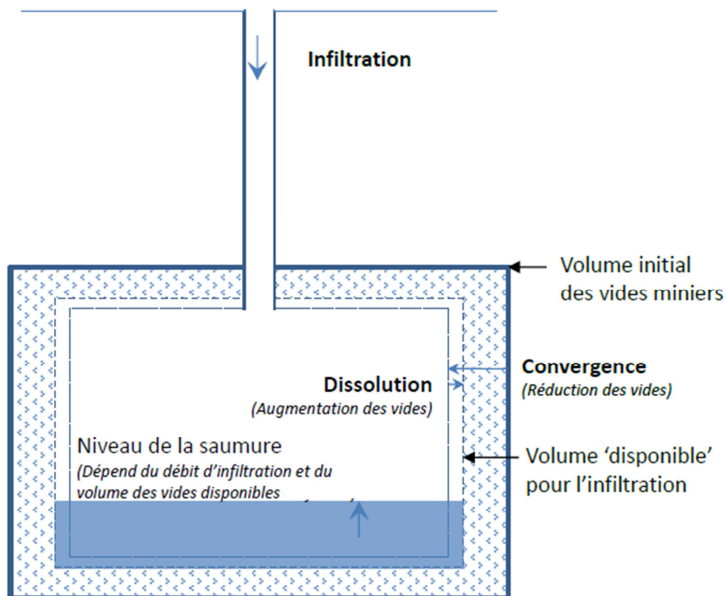 Infiltration
Volume initial
des vides miniers
Convergence
(Réduction des vides)
Dissolution
(Augmentation des vides)
Niveau de la saumure
(Dépend du débit d’infiltration et du
volume des vides disponibles
Volume ‘disponible’
pour l’infiltration